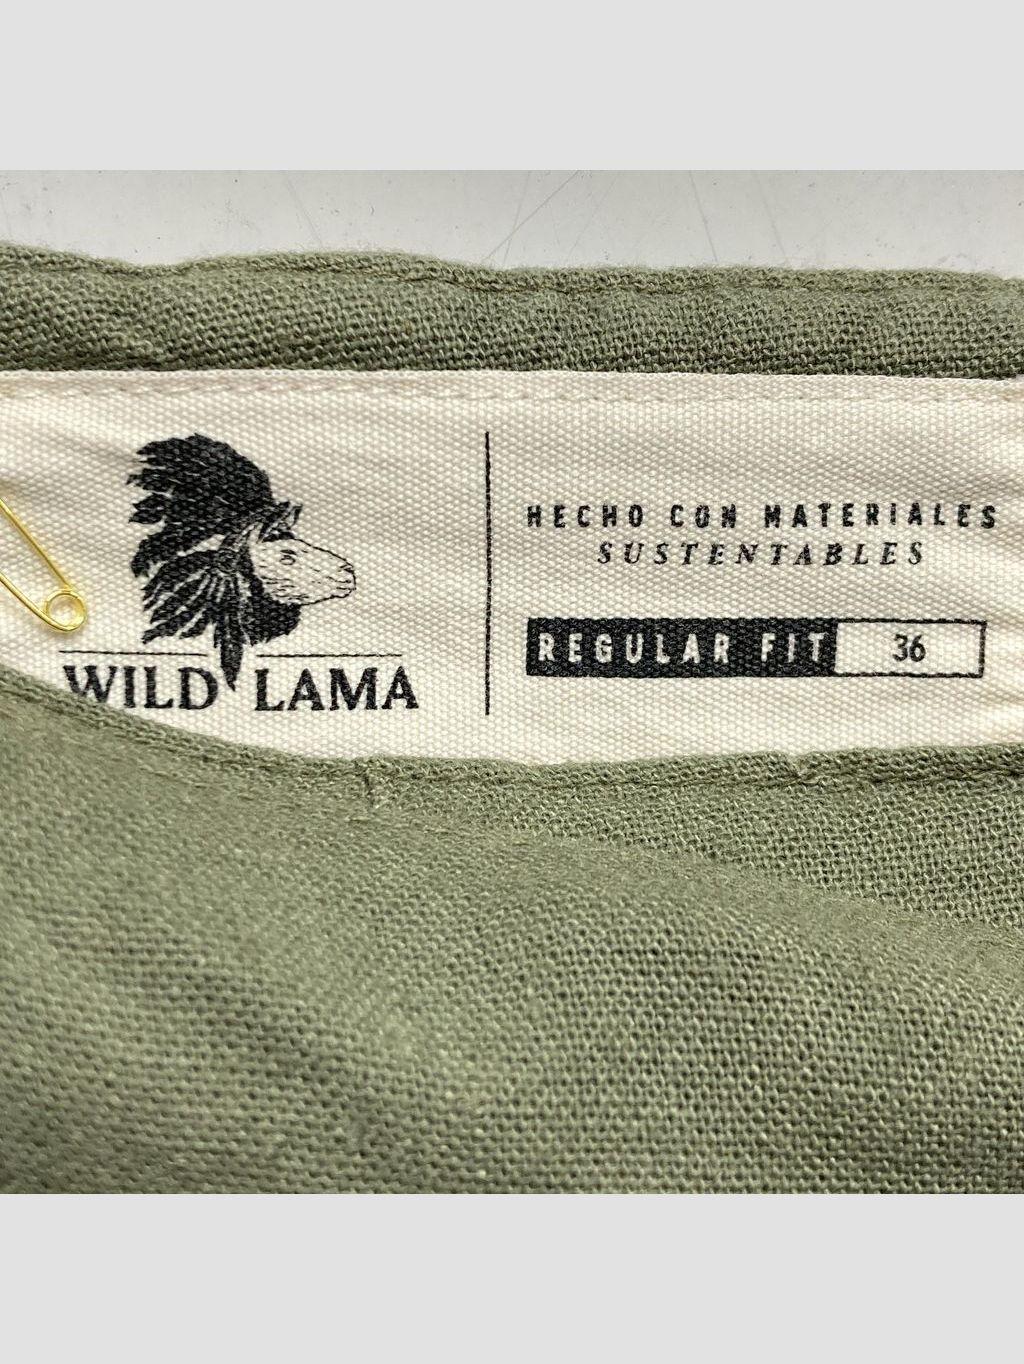 WILD LAMA
HECHO CON MATERIALES
SUSTENTABLES
REGULAR FIT 36